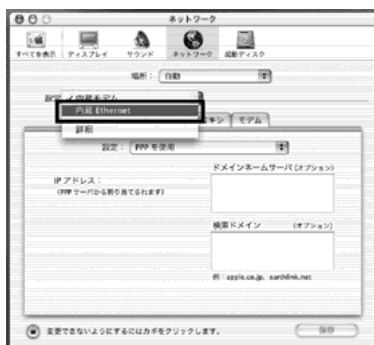 ネットワーク
すべてを表示 ディスプレイ サウンド ネットワーク 起動ディスク
場所： 自動
設定 ✓内蔵モデム
内蔵 Ethernet
詳細
キシ モデム
設定： PPP を使用
ドメインネームサーバ (オプション)
IP アドレス：
(PPP サーバから割り当てられます)
検索ドメイン (オプション)
例：apple.co.jp、earthlink.net
変更できないようにするにはカギをクリックします。
保存